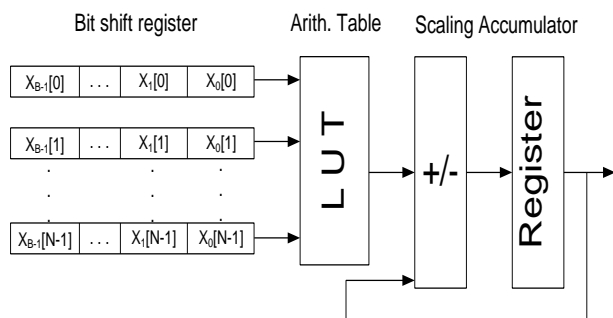 Bit shift register Arith. Table Scaling Accumulator
X_{B-1}[0] ... X_1[0] X_0[0]
X_{B-1}[1] ... X_1[1] X_0[1]
X_{B-1}[N-1] ... X_1[N-1] X_0[N-1]
LUT
+/-
Register